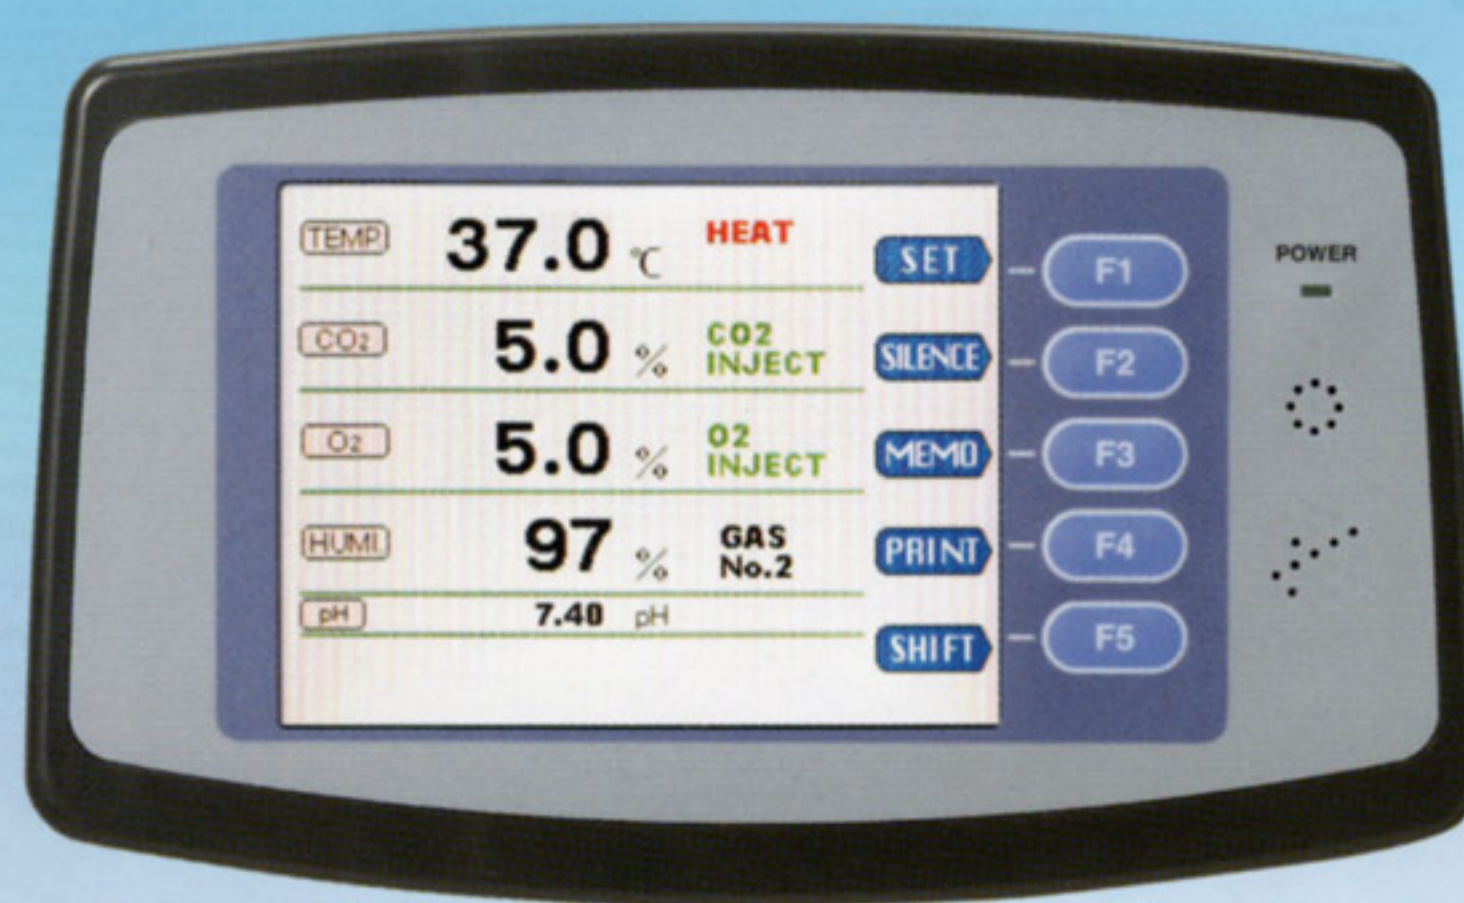 TEMP. 37.0 ℃ HEAT
SET F1
POWER
CO2 5.0 % CO2 INJECT
SILENCE F2
O2 5.0 % O2 INJECT
MEMO F3
HUMI. 97 % GAS No.2
PRINT F4
pH 7.40 pH
SHIFT F5